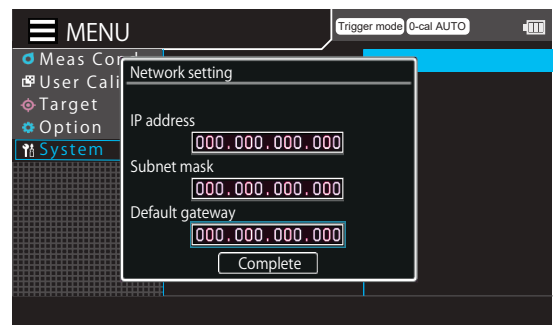 MENU
Trigger mode 0-cal AUTO
Meas Con
User Cali
Target
Option
System
Network setting
IP address
000.000.000.000
Subnet mask
000.000.000.000
Default gateway
000.000.000.000
Complete